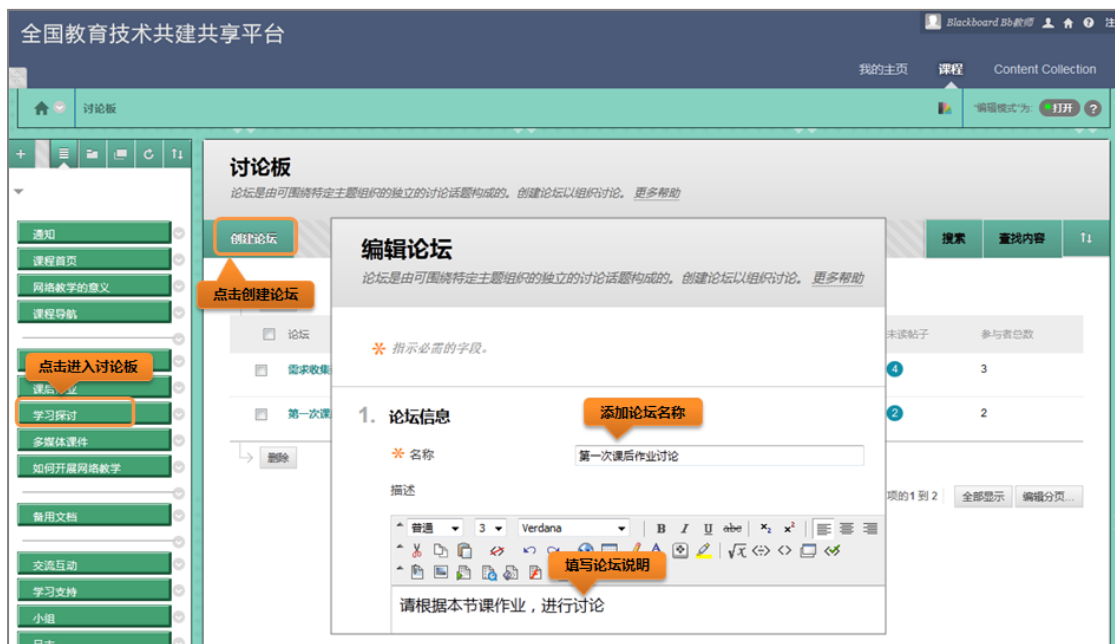 全国教育技术共建共享平台
Blackboard Bb教师
注
我的主页 课程 Content Collection
讨论板
"编辑模式"为: 打开 ?
讨论板
论坛是由可围绕特定主题组织的独立的讨论话题构成的。创建论坛以组织讨论。 更多帮助
创建论坛
搜索 查找内容
点击创建论坛
通知
课程首页
网络教学的意义
课程导航
点击进入讨论板
学习探讨
多媒体课件
如何开展网络教学
备用文档
交流互动
学习支持
小组
论坛 未读帖子 参与者总数
需求收集 4 3
第一次课 2 2
删除
项的1 到 2 全部显示 编辑分页...
编辑论坛
论坛是由可围绕特定主题组织的独立的讨论话题构成的。创建论坛以组织讨论。 更多帮助
* 指示必需的字段。
1. 论坛信息
添加论坛名称
* 名称 第一次课后作业讨论
描述
普通 3 Verdana B I U abc x₂ x²
填写论坛说明
请根据本节课作业，进行讨论